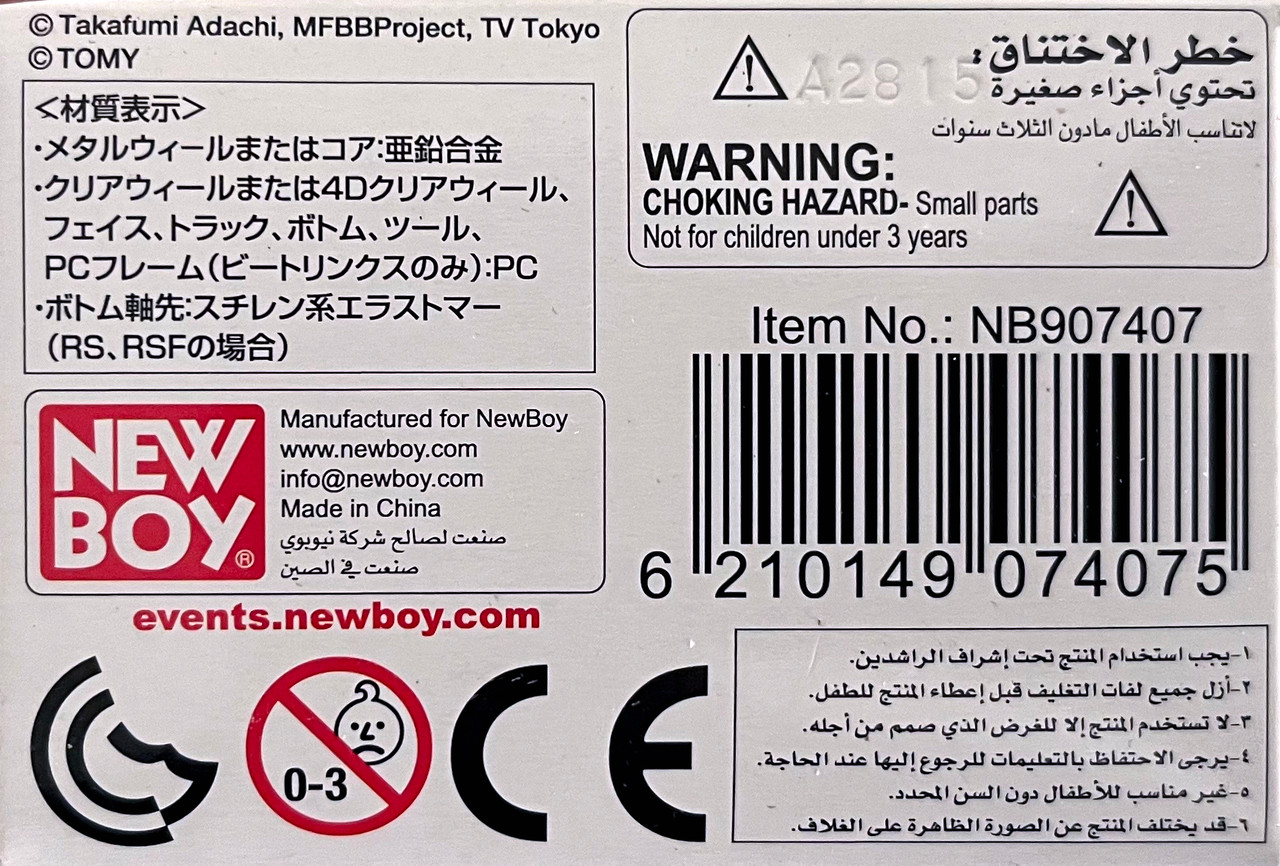 © Takafumi Adachi, MFBBProject, TV Tokyo
© TOMY
＜材質表示＞
・メタルウィールまたはコア：亜鉛合金
・クリアウィールまたは4Dクリアウィール、
フェイス、トラック、ボトム、ツール、
PCフレーム（ビートリンクスのみ）：PC
・ボトム軸先：スチレン系エラストマー
（RS、RSFの場合）
NEW
BOY®
Manufactured for NewBoy
www.newboy.com
info@newboy.com
Made in China
صنعت لصالح شركة نيوبوي
صنعت في الصين
events.newboy.com
0-3
CE
خطر الاختناق:
A2815
تحتوي أجزاء صغيرة
لاتناسب الأطفال مادون الثلاث سنوات
WARNING:
CHOKING HAZARD- Small parts
Not for children under 3 years
Item No.: NB907407
6 210149 074075
١-يجب استخدام المنتج تحت إشراف الراشدين.
٢-أزل جميع لفات التغليف قبل إعطاء المنتج للطفل.
٣-لا تستخدم المنتج إلا للغرض الذي صمم من أجله.
٤-يرجى الاحتفاظ بالتعليمات للرجوع إليها عند الحاجة.
٥-غير مناسب للأطفال دون السن المحدد.
٦-قد يختلف المنتج عن الصورة الظاهرة على الغلاف.